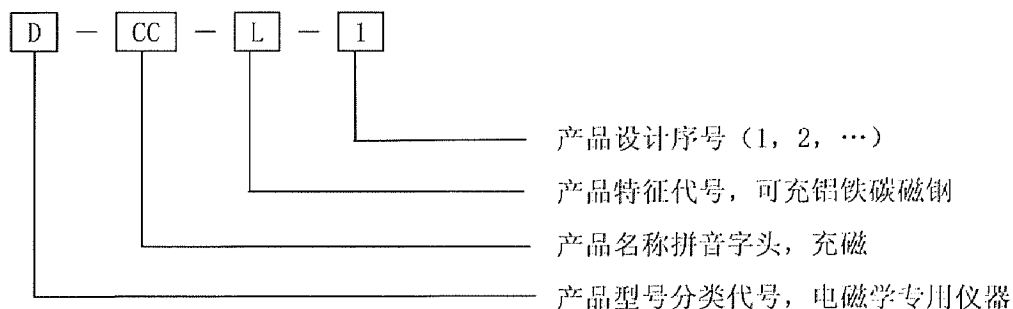 D — CC — L — 1
产品设计序号（1, 2, …）
产品特征代号，可充铝铁碳磁钢
产品名称拼音字头，充磁
产品型号分类代号，电磁学专用仪器